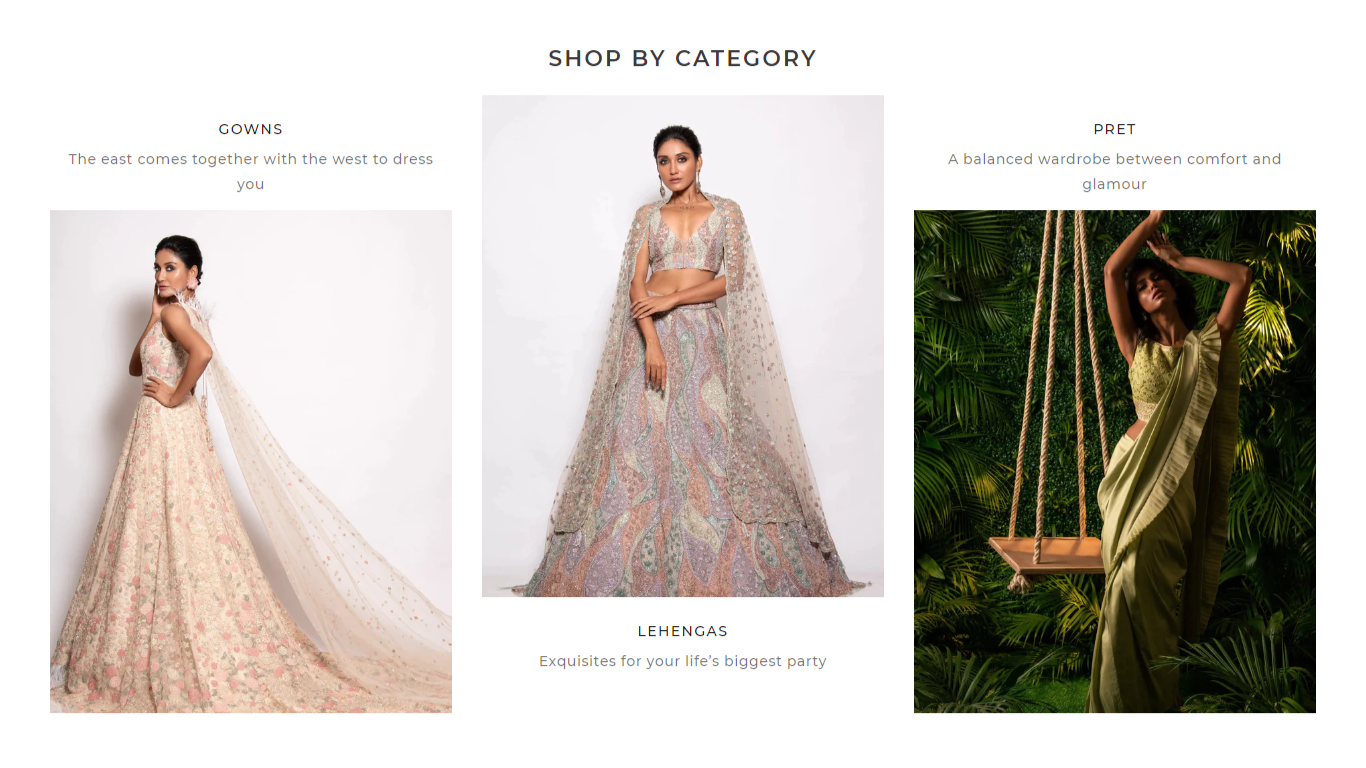 SHOP BY CATEGORY
GOWNS
The east comes together with the west to dress
you
LEHENGAS
Exquisites for your life’s biggest party
PRET
A balanced wardrobe between comfort and
glamour